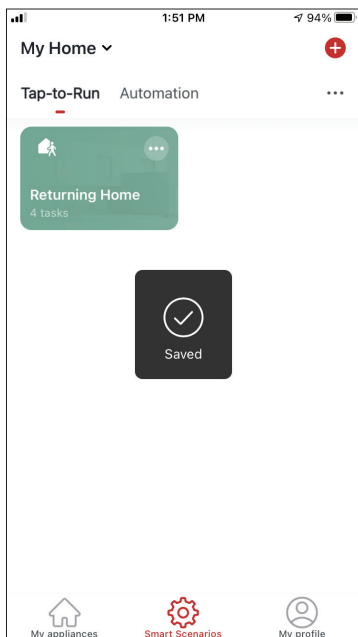 1:51 PM
94%
My Home
Tap-to-Run Automation
Returning Home
4 tasks
Saved
My appliances Smart Scenarios My profile